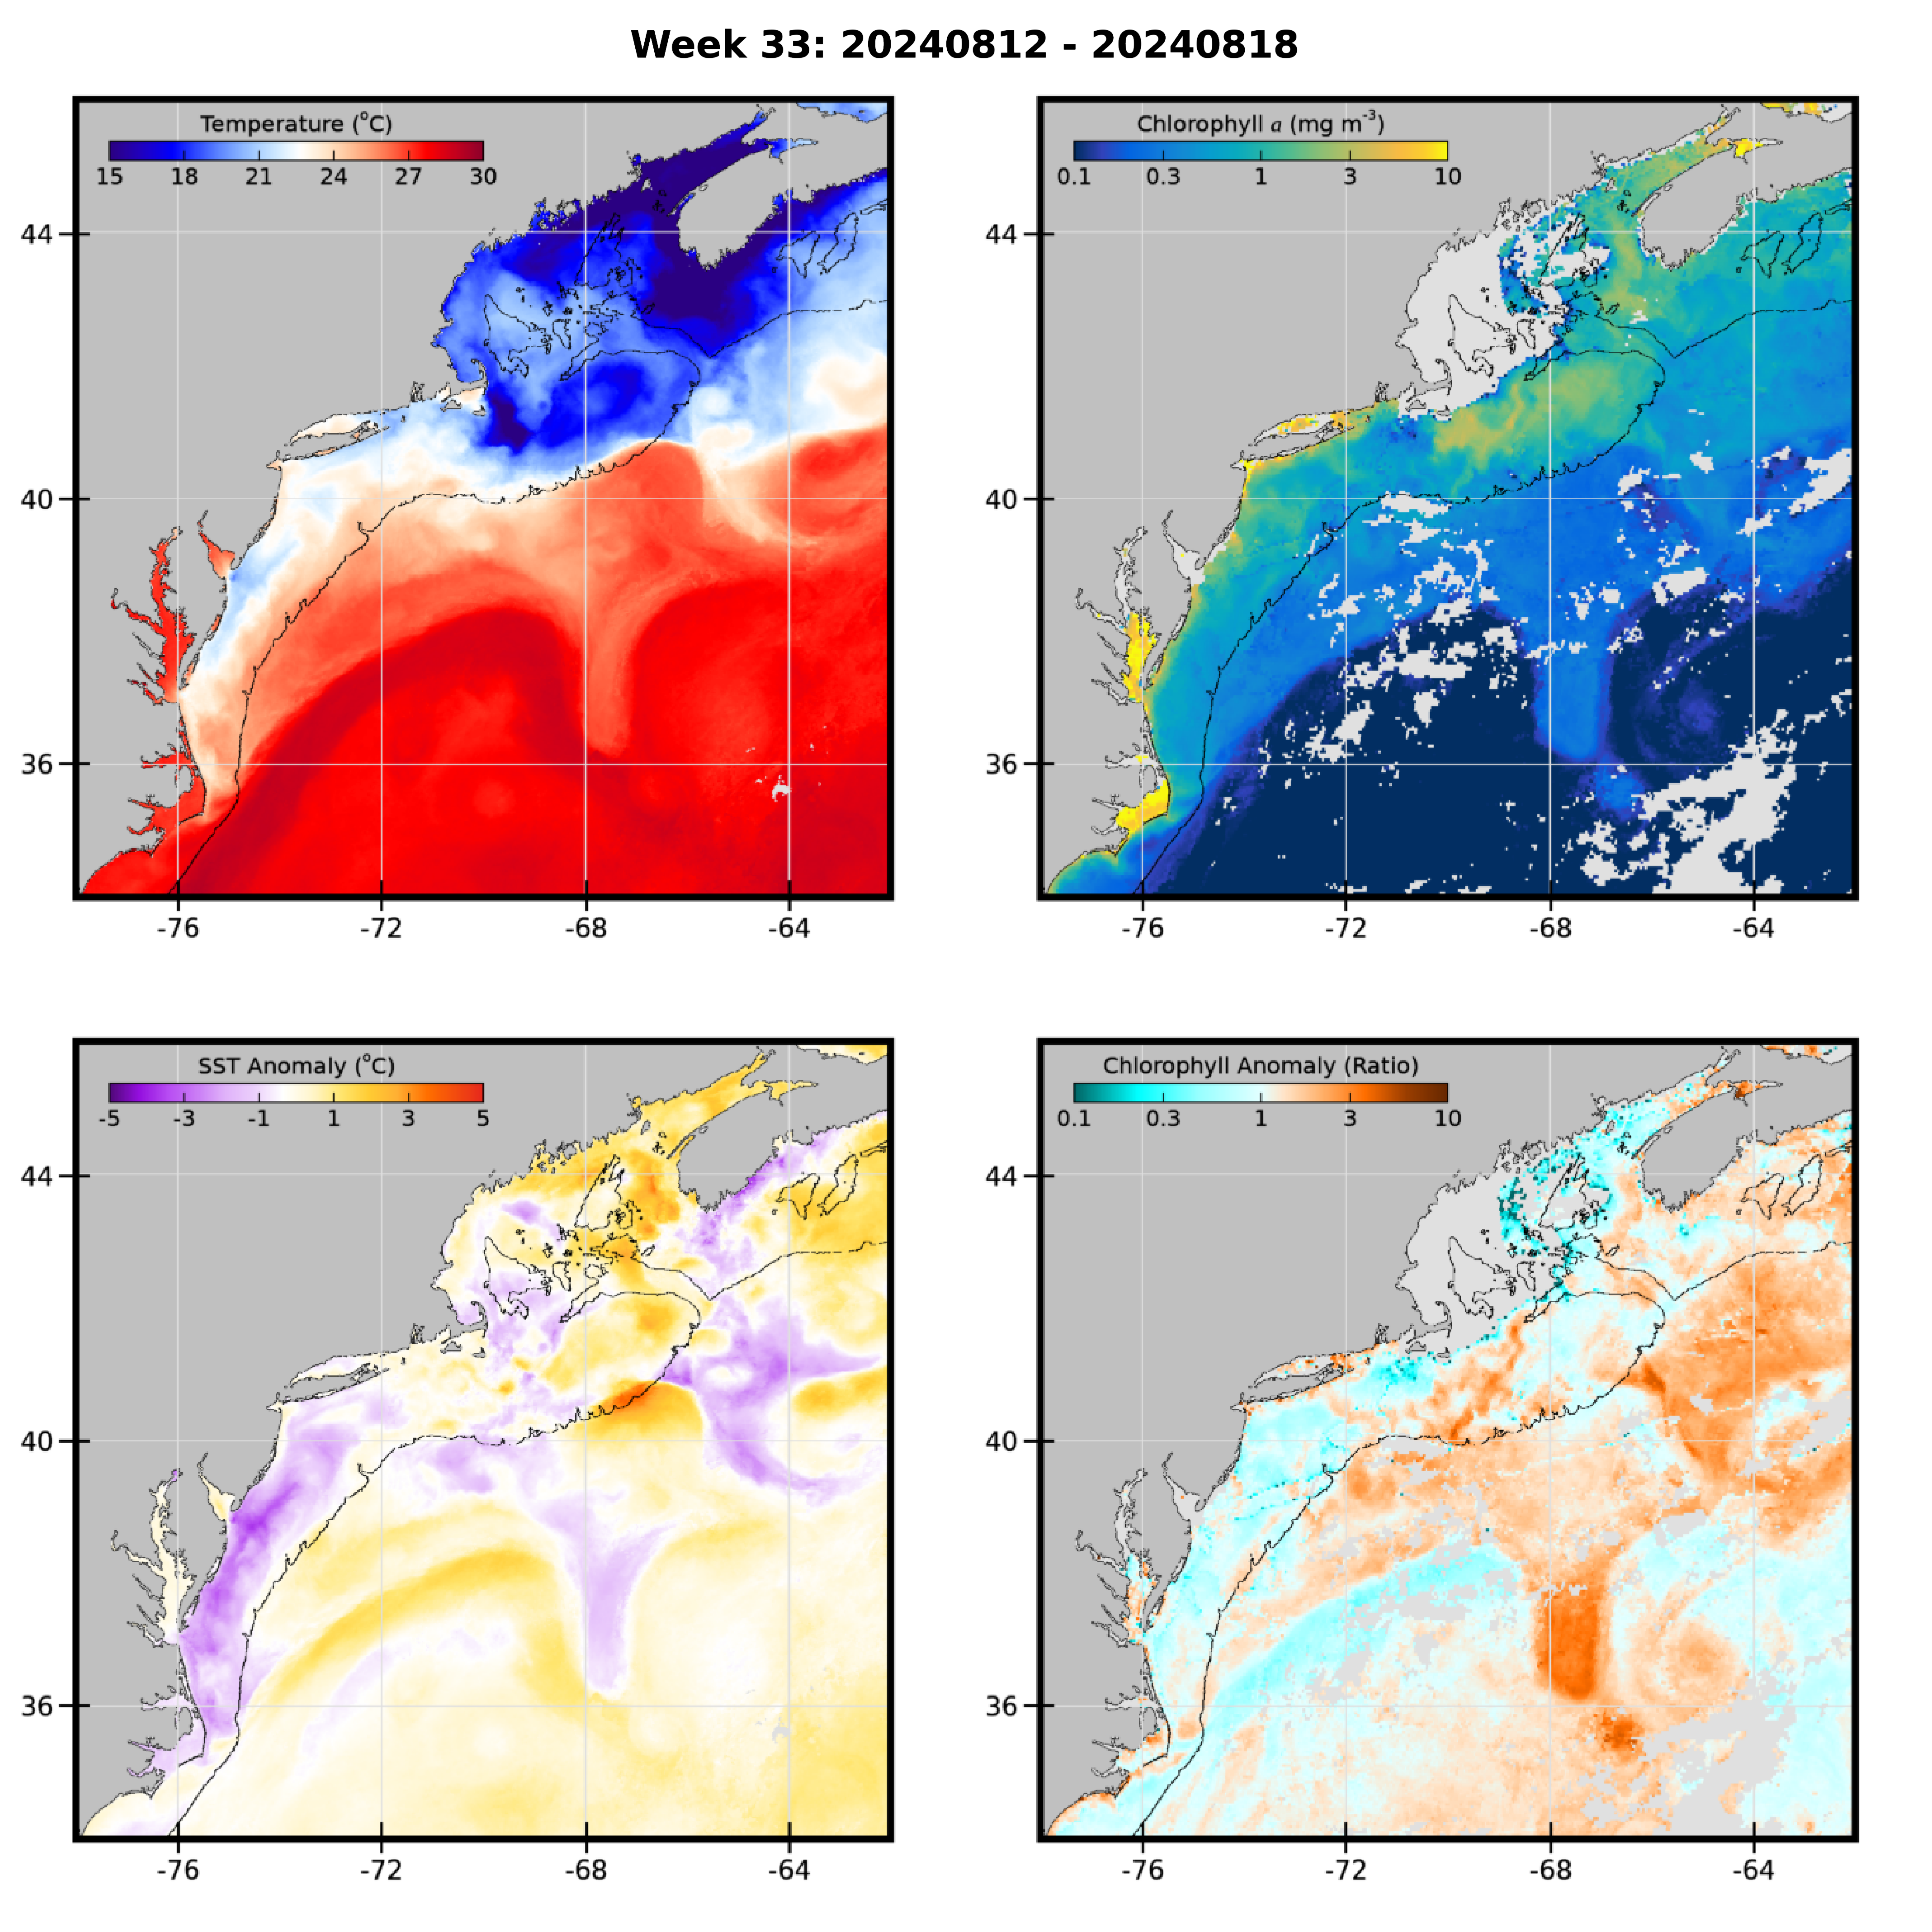 Week 33: 20240812 - 20240818
Temperature (°C)
15 18 21 24 27 30
44
40
36
-76 -72 -68 -64
Chlorophyll a (mg m⁻³)
0.1 0.3 1 3 10
44
40
36
-76 -72 -68 -64
SST Anomaly (°C)
-5 -3 -1 1 3 5
44
40
36
-76 -72 -68 -64
Chlorophyll Anomaly (Ratio)
0.1 0.3 1 3 10
44
40
36
-76 -72 -68 -64